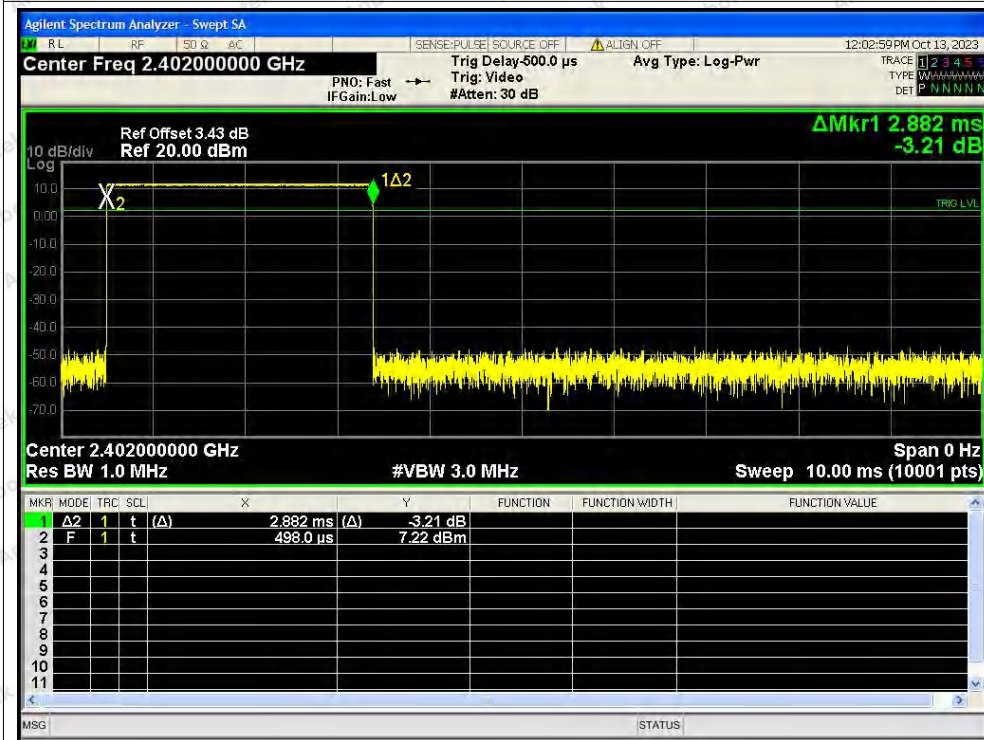 Agilent Spectrum Analyzer - Swept SA
RL RF 50 Ω AC SENSE:PULSE SOURCE OFF ALIGN OFF 12:02:59 PM Oct 13, 2023
Center Freq 2.402000000 GHz Trig Delay-500.0 µs Avg Type: Log-Pwr TRACE 1 2 3 4 5
PNO: Fast Trig: Video TYPE
IFGain:Low #Atten: 30 dB DET P N N N N N
ΔMkr1 2.882 ms
-3.21 dB
Ref Offset 3.43 dB
10 dB/div Ref 20.00 dBm
Log
10.0
0.00
-10.0
-20.0
-30.0
-40.0
-50.0
-60.0
-70.0
2
1Δ2
TRIG LVL
Center 2.402000000 GHz Span 0 Hz
Res BW 1.0 MHz #VBW 3.0 MHz Sweep 10.00 ms (10001 pts)
MKR MODE TRC SCL X Y FUNCTION FUNCTION WIDTH FUNCTION VALUE
1 Δ2 1 t (Δ) 2.882 ms (Δ) -3.21 dB
2 F 1 t 498.0 µs 7.22 dBm
3
4
5
6
7
8
9
10
11
MSG STATUS